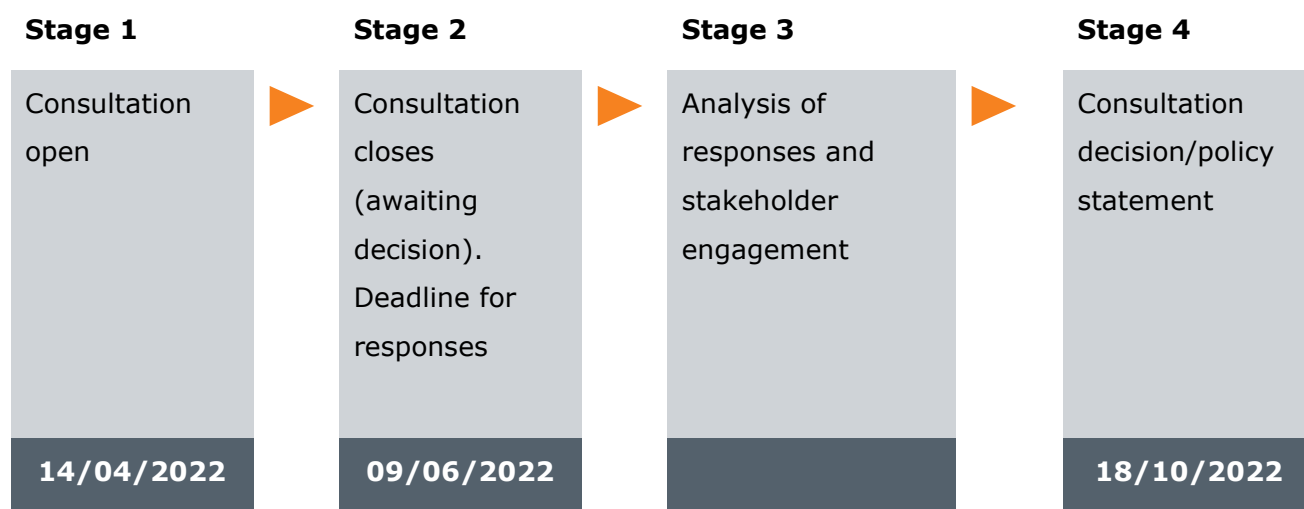 Stage 1
Consultation
open
14/04/2022
Stage 2
Consultation
closes
(awaiting
decision).
Deadline for
responses
09/06/2022
Stage 3
Analysis of
responses and
stakeholder
engagement
Stage 4
Consultation
decision/policy
statement
18/10/2022